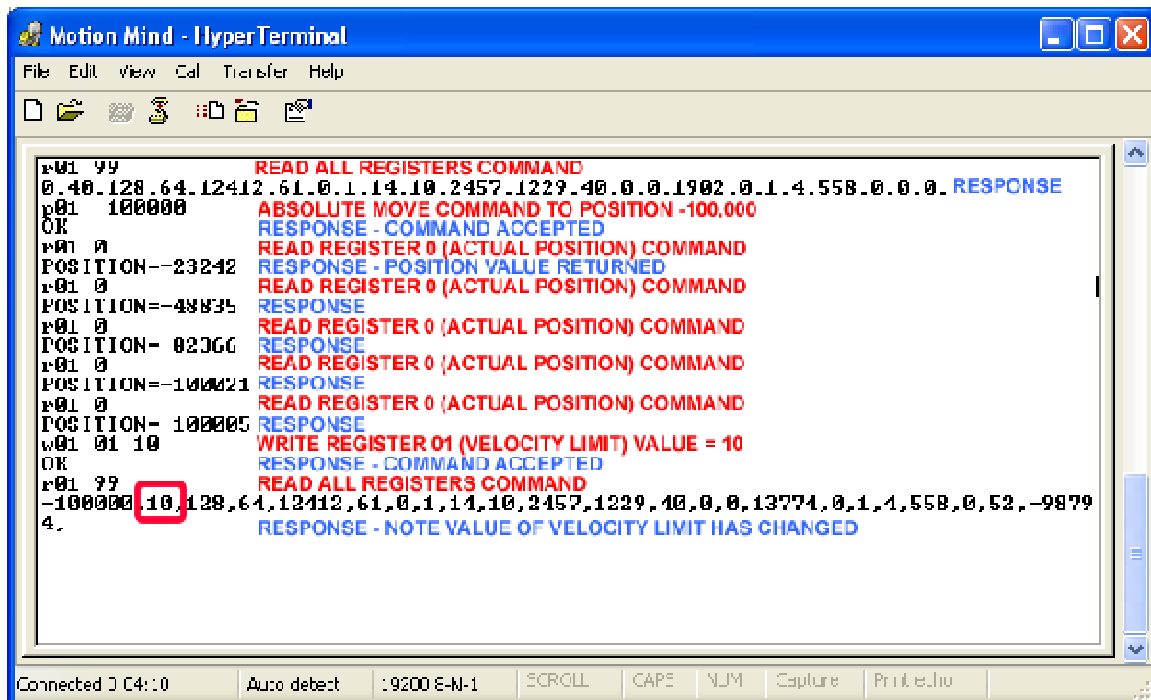 Motion Mind - HyperTerminal
File Edit View Call Transfer Help
r01 99 READ ALL REGISTERS COMMAND
0,40,128,64,12412,61,0,1,14,10,2457,1229,40,0,0,1902,0,1,4,558,0,0,0, RESPONSE
p01 -100000 ABSOLUTE MOVE COMMAND TO POSITION -100,000
OK RESPONSE - COMMAND ACCEPTED
r01 0 READ REGISTER 0 (ACTUAL POSITION) COMMAND
POSITION=-23242 RESPONSE - POSITION VALUE RETURNED
r01 0 READ REGISTER 0 (ACTUAL POSITION) COMMAND
POSITION=-48835 RESPONSE
r01 0 READ REGISTER 0 (ACTUAL POSITION) COMMAND
RESPONSE
r01 0 READ REGISTER 0 (ACTUAL POSITION) COMMAND
POSITION=-100021 RESPONSE
r01 0 READ REGISTER 0 (ACTUAL POSITION) COMMAND
POSITION=-100005 RESPONSE
w01 01 10 WRITE REGISTER 01 (VELOCITY LIMIT) VALUE = 10
OK RESPONSE - COMMAND ACCEPTED
r01 99 READ ALL REGISTERS COMMAND
-100000,10,128,64,12412,61,0,1,14,10,2457,1229,40,0,0,13774,0,1,4,558,0,52,-9879
4, RESPONSE - NOTE VALUE OF VELOCITY LIMIT HAS CHANGED
Connected 0:04:10 Auto detect 19200 8-N-1 SCROLL CAPS NUM Capture Print echo